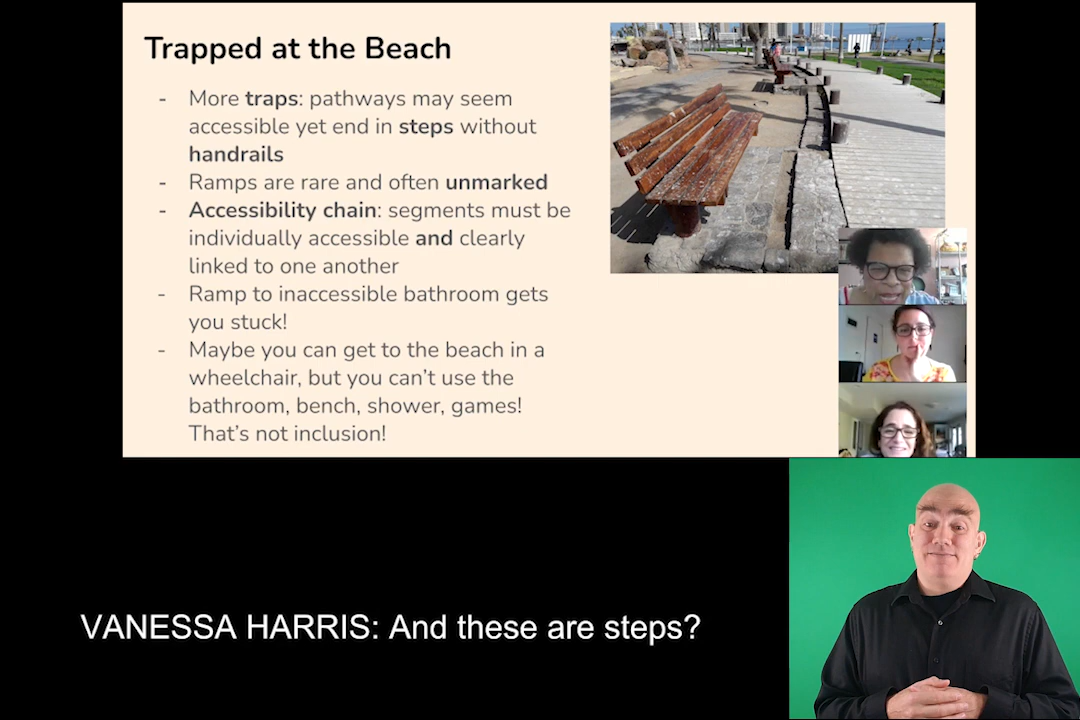 Trapped at the Beach
- More traps: pathways may seem
accessible yet end in steps without
handrails
- Ramps are rare and often unmarked
- Accessibility chain: segments must be
individually accessible and clearly
linked to one another
- Ramp to inaccessible bathroom gets
you stuck!
- Maybe you can get to the beach in a
wheelchair, but you can't use the
bathroom, bench, shower, games!
That's not inclusion!
VANESSA HARRIS: And these are steps?